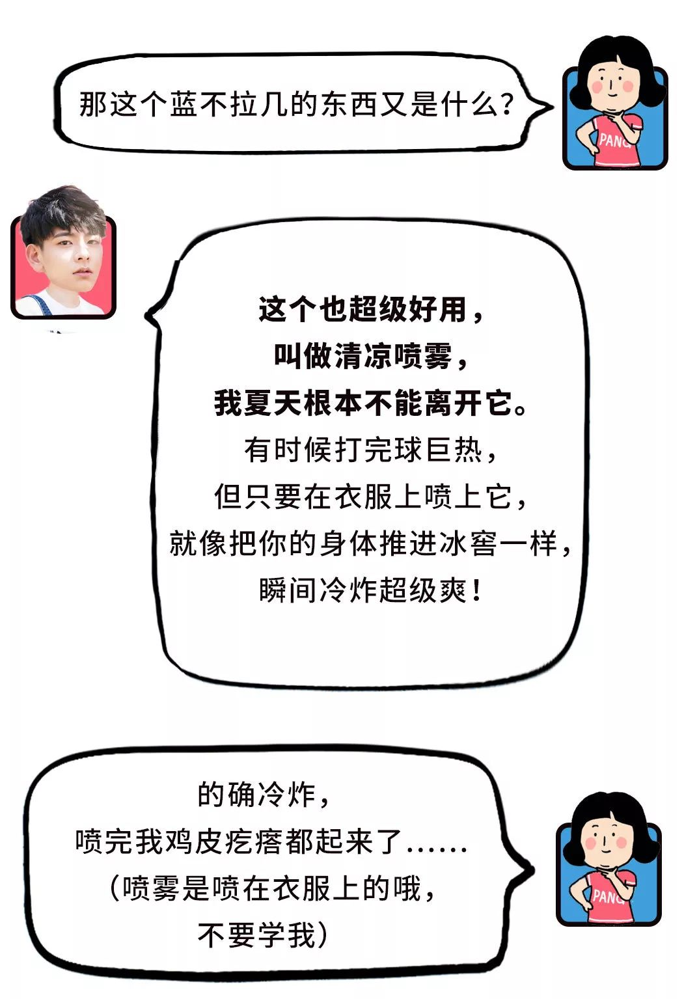 那这个蓝不拉几的东西又是什么？
PANG
这个也超级好用，
叫做清凉喷雾，
我夏天根本不能离开它。
有时候打完球巨热，
但只要在衣服上喷上它，
就像把你的身体推进冰窖一样，
瞬间冷炸超级爽！
的确冷炸，
喷完我鸡皮疙瘩都起来了......
（喷雾是喷在衣服上的哦，
不要学我）
PANG